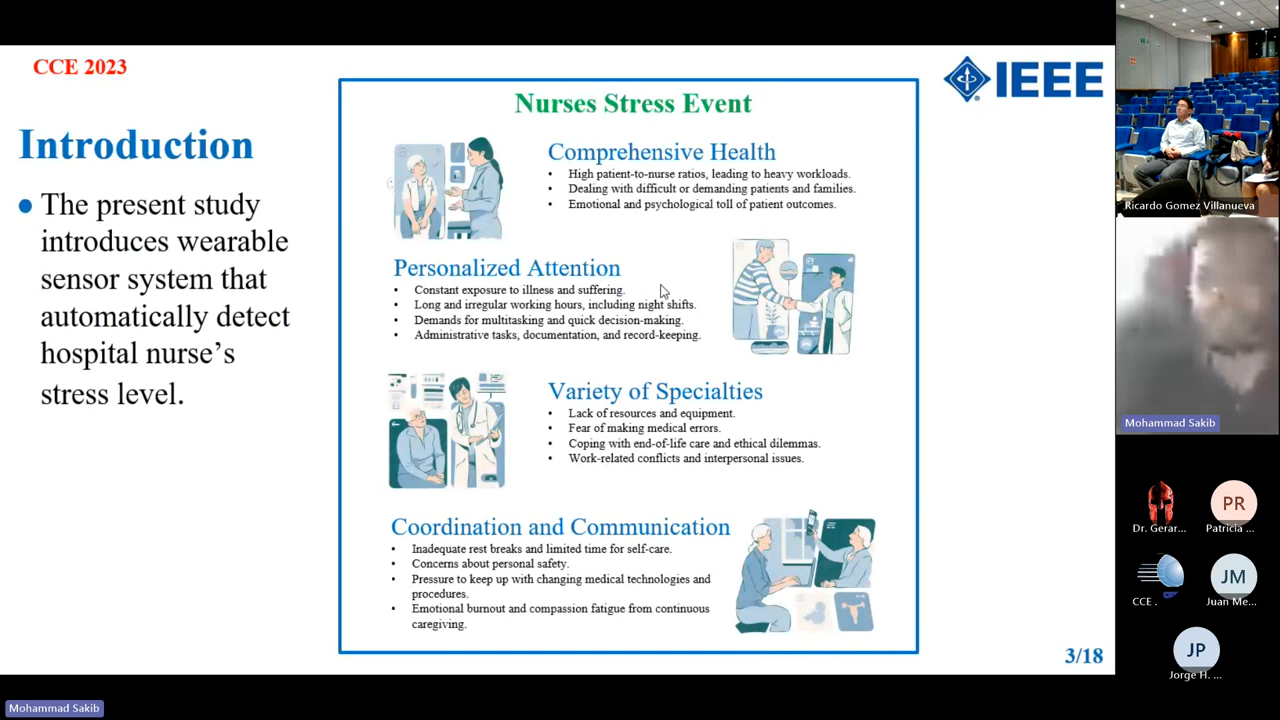 CCE 2023
IEEE
Introduction
The present study
introduces wearable
sensor system that
automatically detect
hospital nurse's
stress level.
Nurses Stress Event
Comprehensive Health
• High patient-to-nurse ratios, leading to heavy workloads.
• Dealing with difficult or demanding patients and families.
• Emotional and psychological toll of patient outcomes.
Personalized Attention
• Constant exposure to illness and suffering.
• Long and irregular working hours, including night shifts.
• Demands for multitasking and quick decision-making.
• Administrative tasks, documentation, and record-keeping.
Variety of Specialties
• Lack of resources and equipment.
• Fear of making medical errors.
• Coping with end-of-life care and ethical dilemmas.
• Work-related conflicts and interpersonal issues.
Coordination and Communication
• Inadequate rest breaks and limited time for self-care.
• Concerns about personal safety.
• Pressure to keep up with changing medical technologies and
procedures.
• Emotional burnout and compassion fatigue from continuous
caregiving.
3/18
Mohammad Sakib
Ricardo Gomez Villanueva
Mohammad Sakib
PR
Dr. Gerar... Patricia ...
JM
CCE . Juan Me...
JP
Jorge H. ...